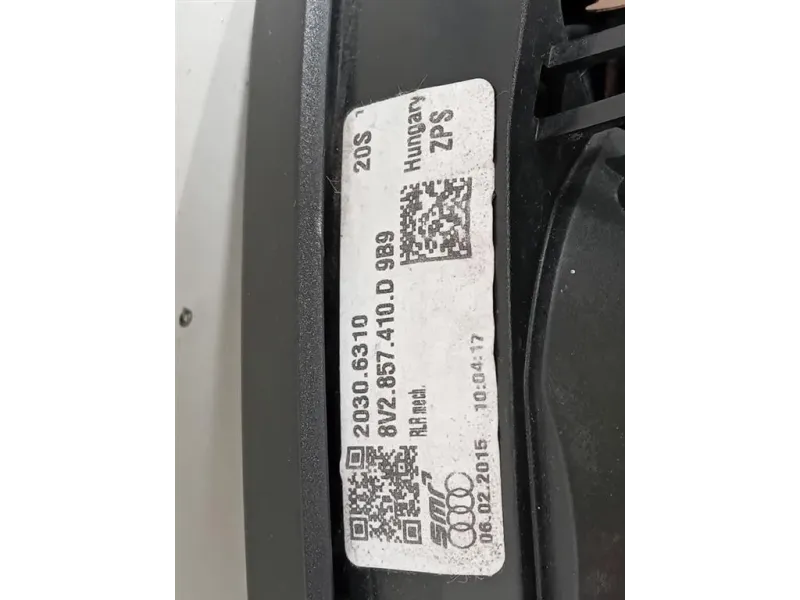 2030.6310
20S
8V2.857.410.D 9B9
RLA mech.
Hungary
ZPS
SMR
06.02.2015 10:04:17